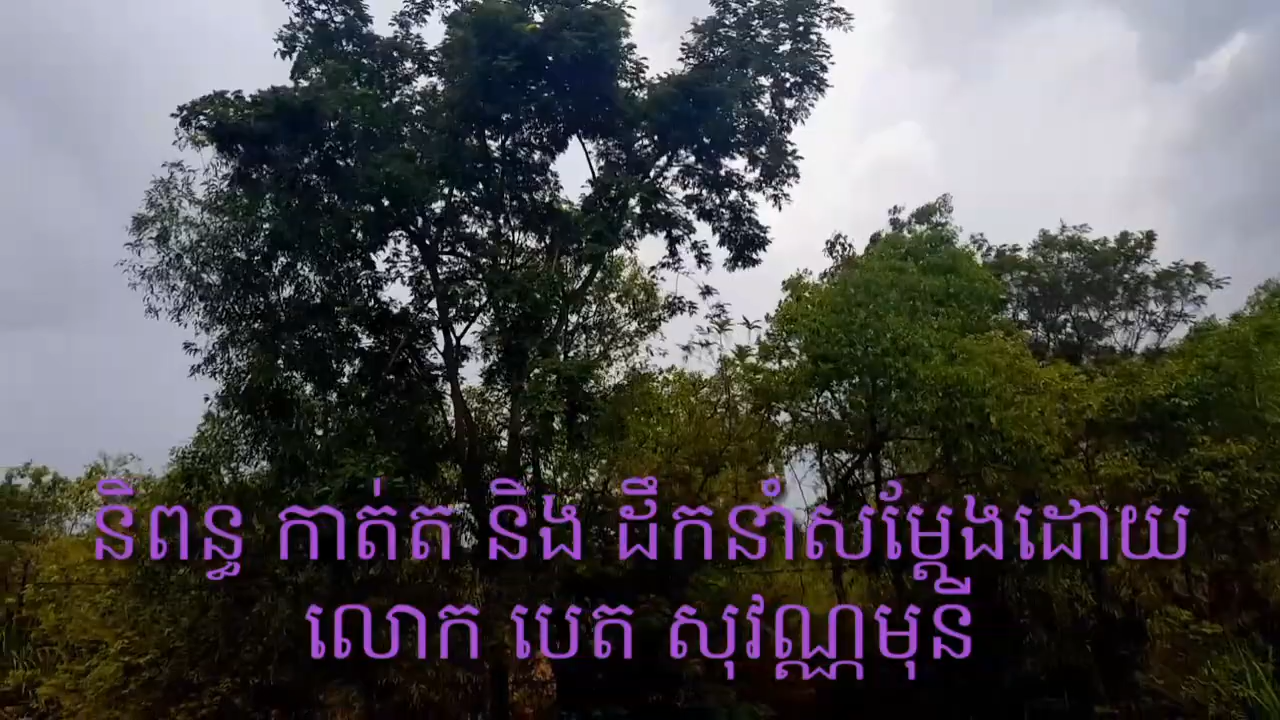 និពន្ធ កាត់ត និង ដឹកនាំសម្ដែងដោយ
លោក បេត សុវណ្ណមុនី